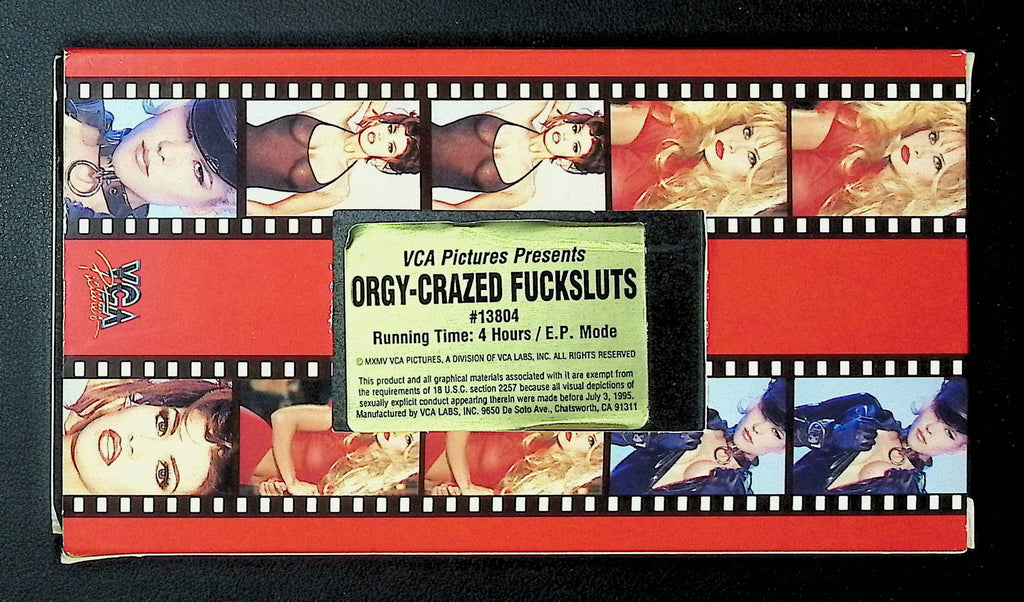 VCA Pictures Presents
ORGY-CRAZED FUCKSLUTS
#13804
Running Time: 4 Hours / E.P. Mode
© MXMV VCA PICTURES, A DIVISION OF VCA LABS, INC. ALL RIGHTS RESERVED
This product and all graphical materials associated with it are exempt from
the requirements of 18 U.S.C. section 2257 because all visual depictions of
sexually explicit conduct appearing therein were made before July 3, 1995.
Manufactured by VCA LABS, INC. 9650 De Soto Ave., Chatsworth, CA 91311
VCA
Pictures